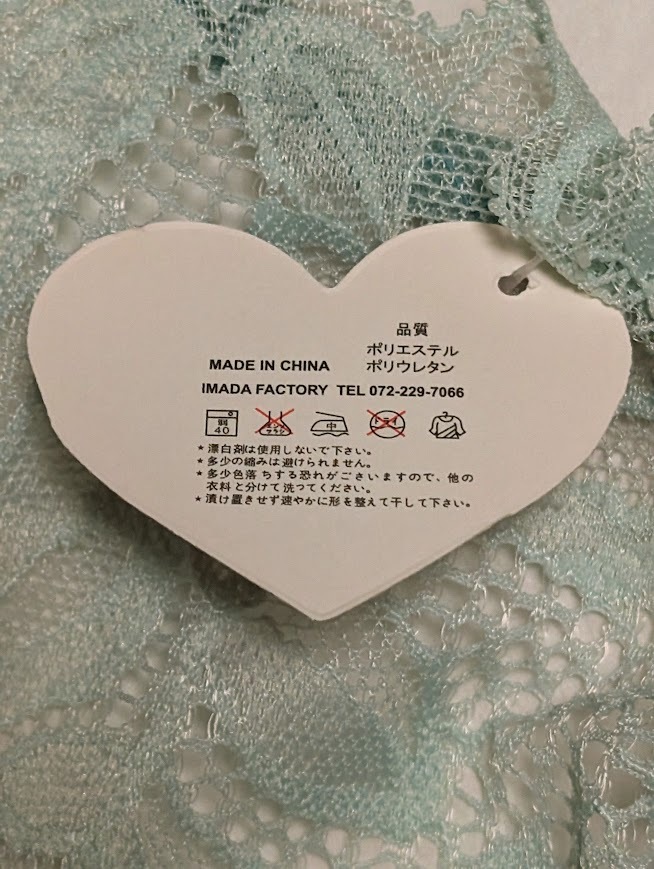 品質
ポリエステル
MADE IN CHINA ポリウレタン
IMADA FACTORY TEL 072-229-7066
40
中
ドライ
＊漂白剤は使用しないで下さい。
＊多少の縮みは避けられません。
＊多少色落ちする恐れがございますので、他の
衣料と分けて洗ってください。
＊漬け置きせず速やかに形を整えて干して下さい。